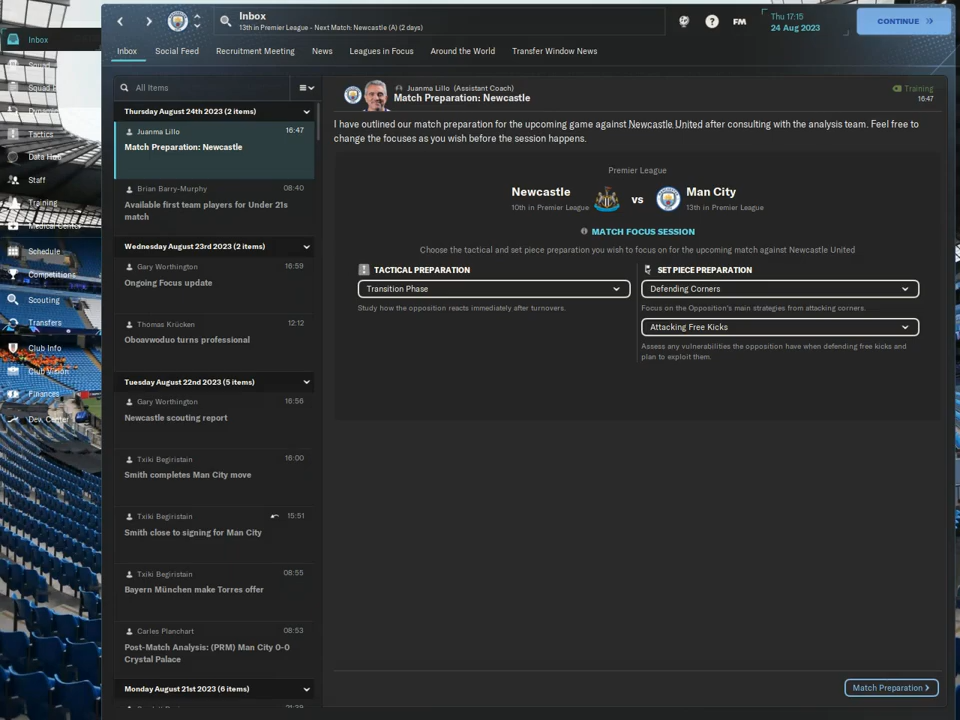 Inbox
13th in Premier League - Next Match: Newcastle (A) (2 days)
FM
Thu 17:15
24 Aug 2023
CONTINUE
Inbox
Social Feed
Recruitment Meeting
News
Leagues in Focus
Around the World
Transfer Window News
Inbox
Squad
Tactics
Data Hub
Staff
Training
Medical Center
Schedule
Competitions
Scouting
Transfers
Club Info
Club Vision
Finances
Dev. Center
All Items
Thursday August 24th 2023 (2 items)
Juanma Lillo 16:47
Match Preparation: Newcastle
Brian Barry-Murphy 08:40
Available first team players for Under 21s
match
Wednesday August 23rd 2023 (2 items)
Gary Worthington 16:59
Ongoing Focus update
Thomas Krücken 12:12
Oboavwoduo turns professional
Tuesday August 22nd 2023 (5 items)
Gary Worthington 16:56
Newcastle scouting report
Txiki Begiristain 16:00
Smith completes Man City move
Txiki Begiristain 15:51
Smith close to signing for Man City
Txiki Begiristain 08:59
Bayern München make Torres offer
Carles Planchart 08:53
Post-Match Analysis: (PRM) Man City 0-0
Crystal Palace
Monday August 21st 2023 (6 items)
Juanma Lillo (Assistant Coach)
Match Preparation: Newcastle
Training
16:47
I have outlined our match preparation for the upcoming game against Newcastle United after consulting with the analysis team. Feel free to
change the focuses as you wish before the session happens.
Premier League
Newcastle
10th in Premier League
vs
Man City
13th in Premier League
MATCH FOCUS SESSION
Choose the tactical and set piece preparation you wish to focus on for the upcoming match against Newcastle United
TACTICAL PREPARATION
Transition Phase
Study how the opposition reacts immediately after turnovers.
SET PIECE PREPARATION
Defending Corners
Focus on the Opposition's main strategies from attacking corners.
Attacking Free Kicks
Assess any vulnerabilities the opposition have when defending free kicks and
plan to exploit them.
Match Preparation